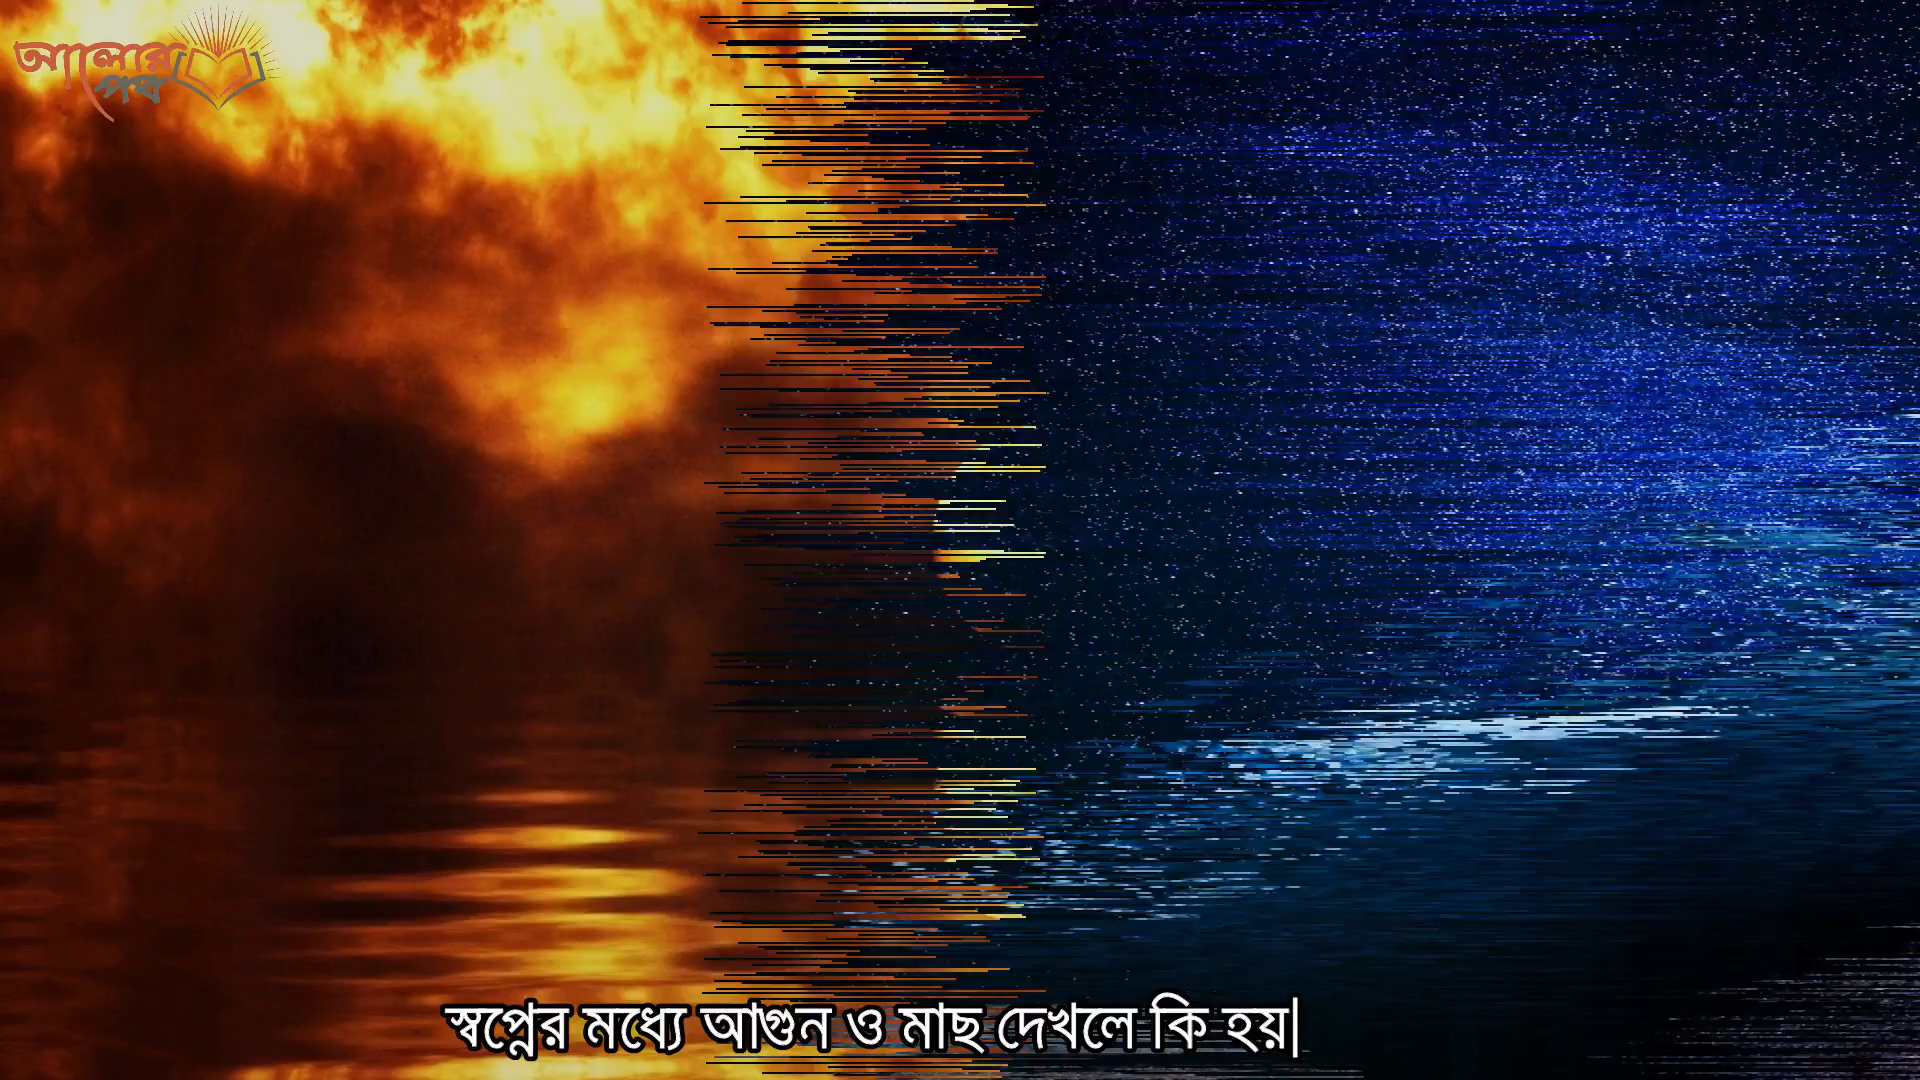 আলোর
পথ
স্বপ্নের মধ্যে আগুন ও মাছ দেখলে কি হয়|